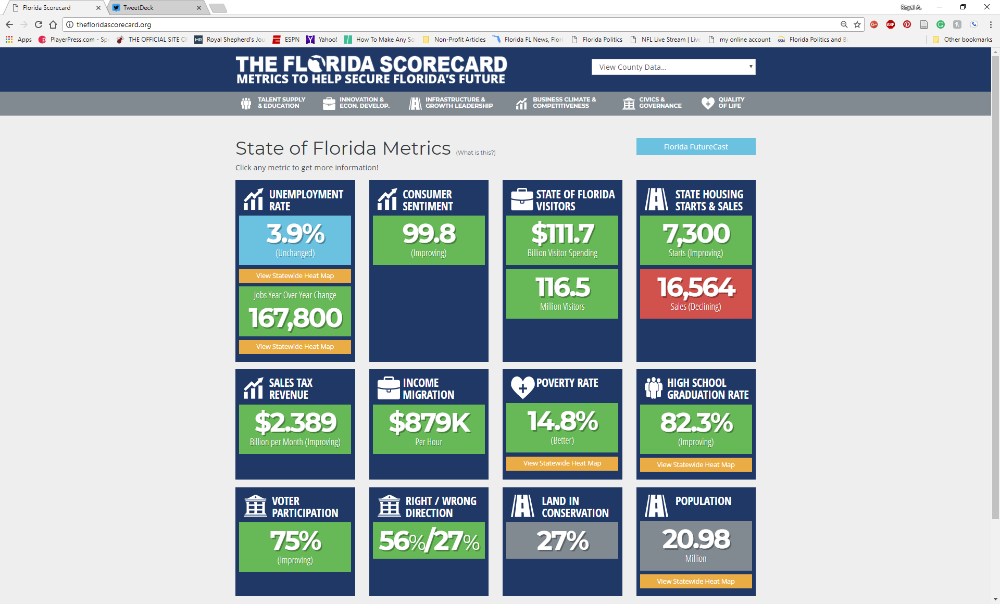 Florida Scorecard
TweetDeck
Royal A.
thefloridascorecard.org
Apps
PlayerPress.com - Sp
THE OFFICIAL SITE O
Royal Shepherd's Jou
ESPN
Yahoo!
How To Make Any So
Non-Profit Articles
Florida FL News, Flori
Florida Politics
NFL Live Stream | Live
my online account
Florida Politics and B
Other bookmarks
THE FLORIDA SCORECARD
METRICS TO HELP SECURE FLORIDA'S FUTURE
View County Data...
TALENT SUPPLY
& EDUCATION
INNOVATION &
ECON. DEVELOP.
INFRASTRUCTURE &
GROWTH LEADERSHIP
BUSINESS CLIMATE &
COMPETITIVENESS
CIVICS &
GOVERNANCE
QUALITY
OF LIFE
State of Florida Metrics (What is this?)
Florida FutureCast
Click any metric to get more information!
UNEMPLOYMENT
RATE
3.9%
(Unchanged)
View Statewide Heat Map
Jobs Year Over Year Change
167,800
View Statewide Heat Map
CONSUMER
SENTIMENT
99.8
(Improving)
STATE OF FLORIDA
VISITORS
$111.7
Billion Visitor Spending
116.5
Million Visitors
STATE HOUSING
STARTS & SALES
7,300
Starts (Improving)
16,564
Sales (Declining)
SALES TAX
REVENUE
$2.389
Billion per Month (Improving)
INCOME
MIGRATION
$879K
Per Hour
POVERTY RATE
14.8%
(Better)
View Statewide Heat Map
HIGH SCHOOL
GRADUATION RATE
82.3%
(Improving)
View Statewide Heat Map
VOTER
PARTICIPATION
75%
(Improving)
RIGHT / WRONG
DIRECTION
56%/27%
LAND IN
CONSERVATION
27%
POPULATION
20.98
Million
View Statewide Heat Map